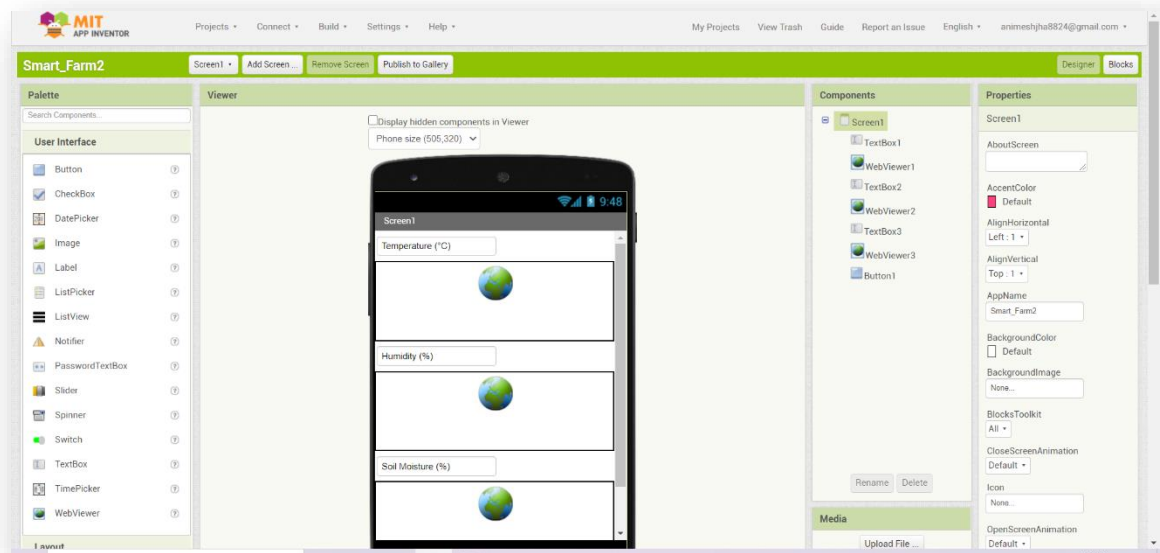 MIT
APP INVENTOR
Projects Connect Build Settings Help My Projects View Trash Guide Report an Issue English animeshjha8824@gmail.com
Smart_Farm2 Screen1 Add Screen ... Remove Screen Publish to Gallery Designer Blocks
Palette
Search Components...
User Interface
Button
CheckBox
DatePicker
Image
Label
ListPicker
ListView
Notifier
PasswordTextBox
Slider
Spinner
Switch
TextBox
TimePicker
WebViewer
Layout
Viewer
Display hidden components in Viewer
Phone size (505,320)
9:48
Screen1
Temperature (°C)
Humidity (%)
Soil Moisture (%)
Components
Screen1
TextBox1
WebViewer1
TextBox2
WebViewer2
TextBox3
WebViewer3
Button1
Rename Delete
Media
Upload File ...
Properties
Screen1
AboutScreen
AccentColor
Default
AlignHorizontal
Left : 1
AlignVertical
Top : 1
AppName
Smart_Farm2
BackgroundColor
Default
BackgroundImage
None...
BlocksToolkit
All
CloseScreenAnimation
Default
Icon
None...
OpenScreenAnimation
Default